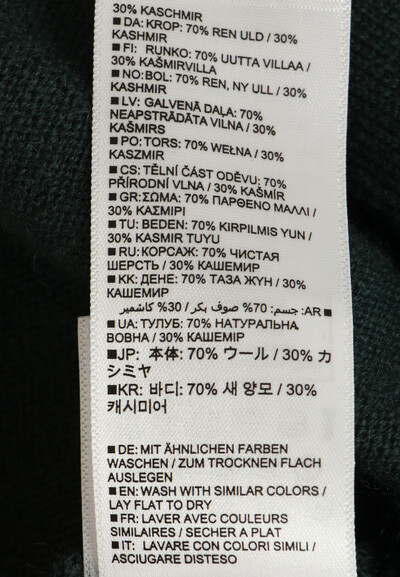 30% KASCHMIR
■ DA: KROP: 70% REN ULD / 30%
KASHMIR
■ FI: RUNKO: 70% UUTTA VILLAA /
30% KAŠMIRVILLA
■ NO:BOL: 70% REN, NY ULL / 30%
KASHMIR
■ LV: GALVENĀ DAĻA: 70%
NEAPSTRĀDĀTA VILNA / 30%
KAŠMIRS
■ PO: TORS: 70% WEŁNA / 30%
KASZMIR
■ CS: TĚLNÍ ČÁST ODĚVU: 70%
PŘÍRODNÍ VLNA / 30% KAŠMÍR
■ GR:ΣΩΜΑ: 70% ΠΑΡΘΕΝΟ ΜΑΛΛΙ /
30% ΚΑΣΜΙΡΙ
■ TU: BEDEN: 70% KIRPILMIS YUN /
30% KASMIR TUYU
■ RU: КОРСАЖ: 70% ЧИСТАЯ
ШЕРСТЬ / 30% КАШЕМИР
■ KK: ДЕНЕ: 70% ТАЗА ЖҮН / 30%
КАШЕМИР
■ AR: جسم: 70% صوف بكر / 30% كاشمير
■ UA: ТУЛУБ: 70% НАТУРАЛЬНА
ВОВНА / 30% КАШЕМІР
■JP: 本体: 70% ウール / 30% カ
シミヤ
■KR: 바디: 70% 새 양모 / 30%
캐시미어
■ DE: MIT ÄHNLICHEN FARBEN
WASCHEN / ZUM TROCKNEN FLACH
AUSLEGEN
■ EN: WASH WITH SIMILAR COLORS /
LAY FLAT TO DRY
■ FR: LAVER AVEC COULEURS
SIMILAIRES / SECHER A PLAT
■ IT: LAVARE CON COLORI SIMILI /
ASCIUGARE DISTESO